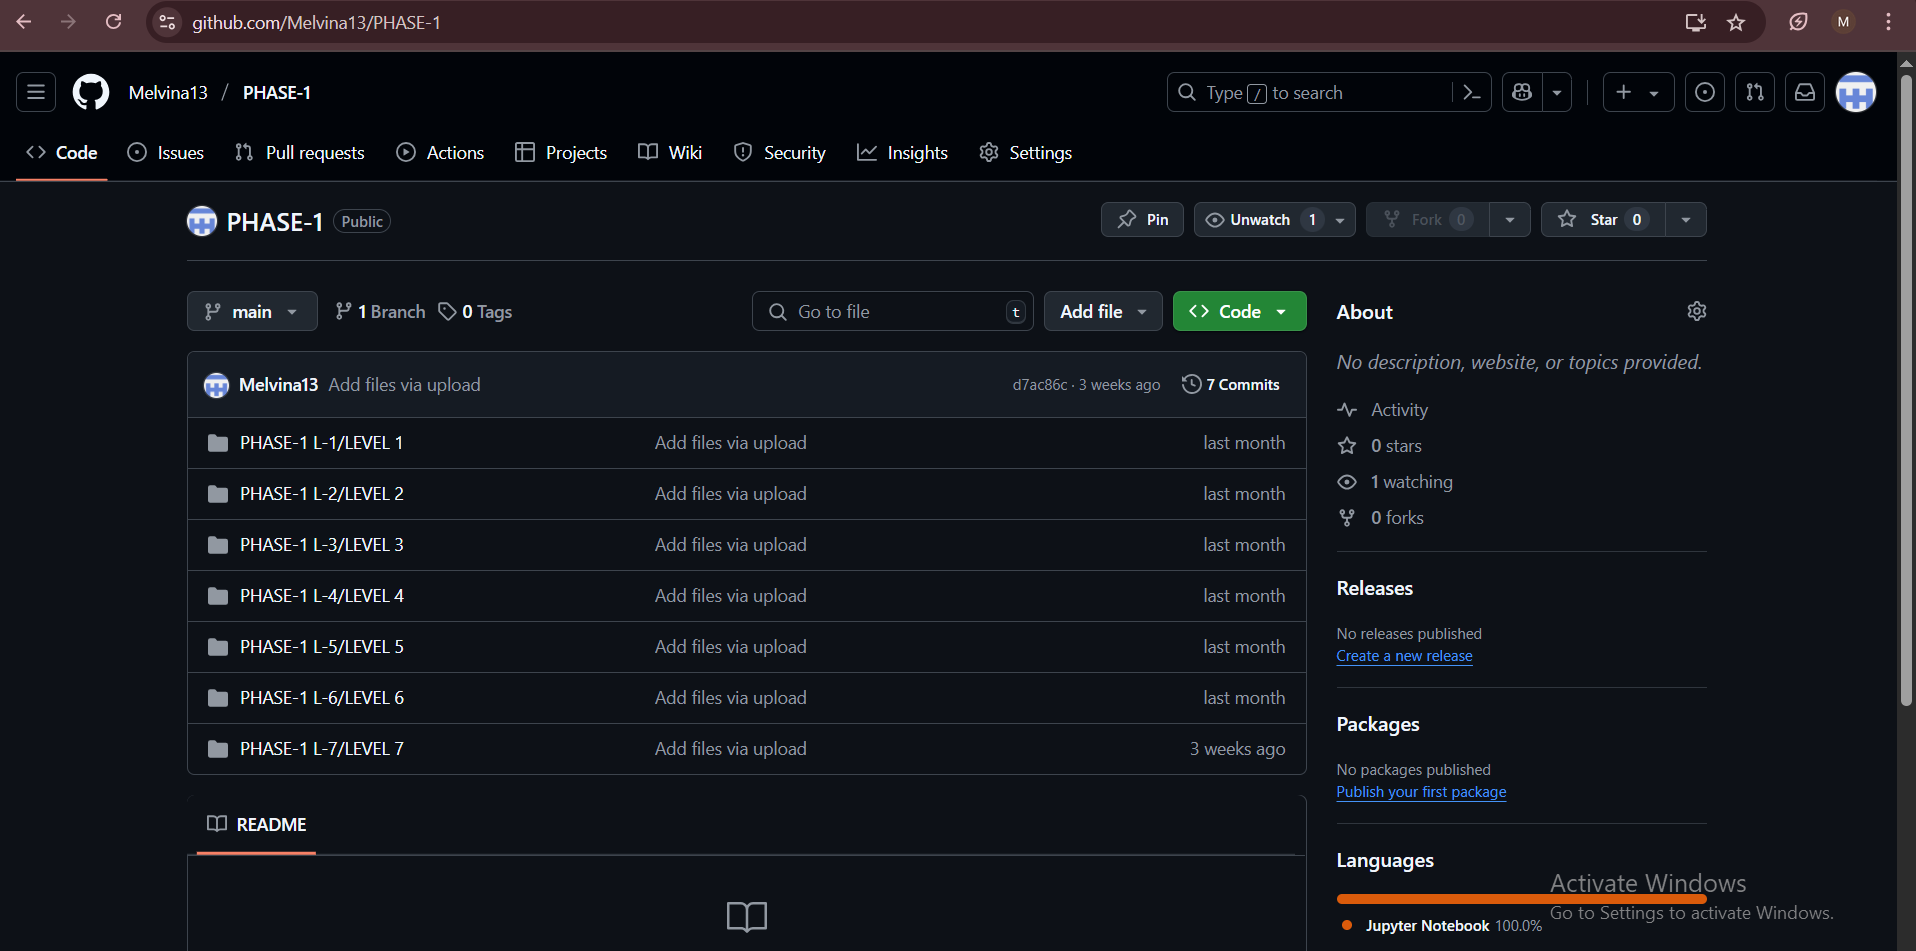 github.com/Melvina13/PHASE-1
M
Melvina13 / PHASE-1
Type / to search
Code Issues Pull requests Actions Projects Wiki Security Insights Settings
PHASE-1 Public
Pin Unwatch 1 Fork 0 Star 0
main 1 Branch 0 Tags Go to file t Add file Code
Melvina13 Add files via upload d7ac86c · 3 weeks ago 7 Commits
PHASE-1 L-1/LEVEL 1 Add files via upload last month
PHASE-1 L-2/LEVEL 2 Add files via upload last month
PHASE-1 L-3/LEVEL 3 Add files via upload last month
PHASE-1 L-4/LEVEL 4 Add files via upload last month
PHASE-1 L-5/LEVEL 5 Add files via upload last month
PHASE-1 L-6/LEVEL 6 Add files via upload last month
PHASE-1 L-7/LEVEL 7 Add files via upload 3 weeks ago
README
About
No description, website, or topics provided.
Activity
0 stars
1 watching
0 forks
Releases
No releases published
Create a new release
Packages
No packages published
Publish your first package
Languages
Jupyter Notebook 100.0%
Activate Windows
Go to Settings to activate Windows.